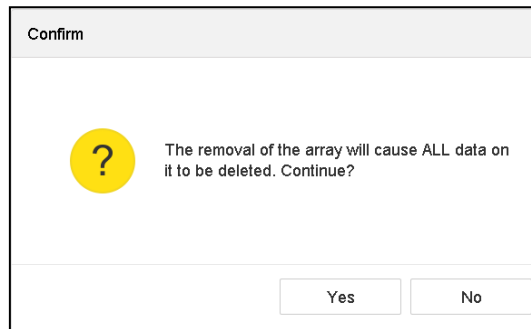 Confirm
?
The removal of the array will cause ALL data on
it to be deleted. Continue?
Yes
No